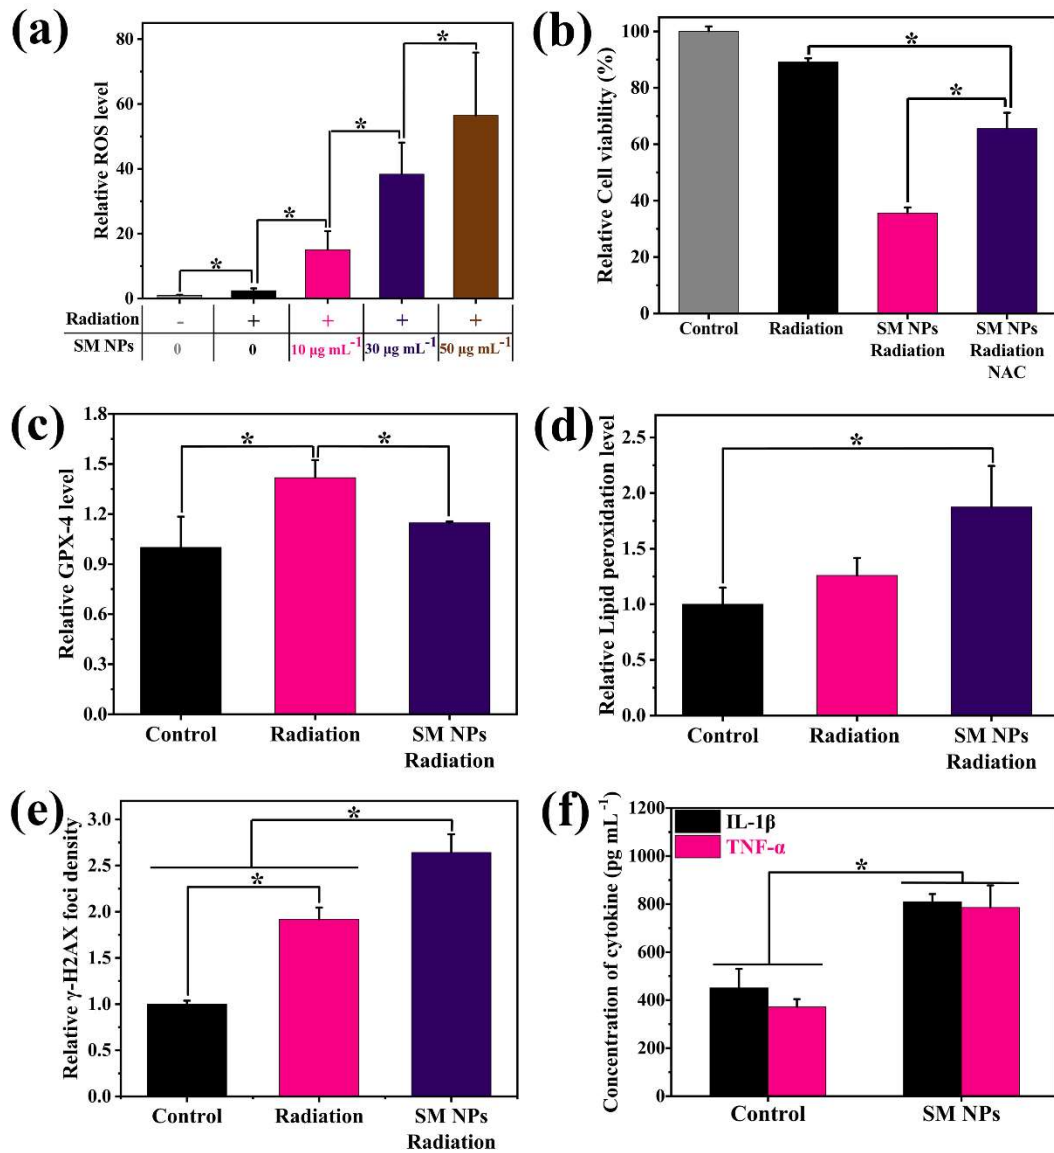 (a)
Relative ROS level
80
60
40
20
0
*
*
*
*
Radiation - + + + +
SM NPs 0 0 10 μg mL⁻¹ 30 μg mL⁻¹ 50 μg mL⁻¹
(b)
Relative Cell viability (%)
100
80
60
40
20
0
*
*
Control Radiation SM NPs SM NPs
Radiation Radiation
NAC
(c)
Relative GPX-4 level
1.8
1.5
1.2
0.9
0.6
0.3
0.0
* *
Control Radiation SM NPs
Radiation
(d)
Relative Lipid peroxidation level
2.5
2.0
1.5
1.0
0.5
0.0
*
Control Radiation SM NPs
Radiation
(e)
Relative γ-H2AX foci density
3.0
2.5
2.0
1.5
1.0
0.5
0.0
*
*
Control Radiation SM NPs
Radiation
(f)
Concentration of cytokine (pg mL⁻¹)
1200
1000
800
600
400
200
0
IL-1β
TNF-α
*
Control SM NPs